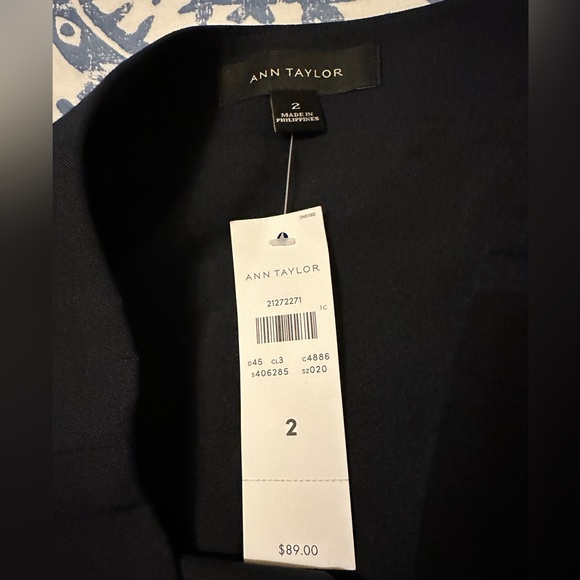 ANN TAYLOR
2
MADE IN
PHILIPPINES
ANN TAYLOR
21272271
1C
D45 CL3 C4886
S406285 SZ020
2
$89.00